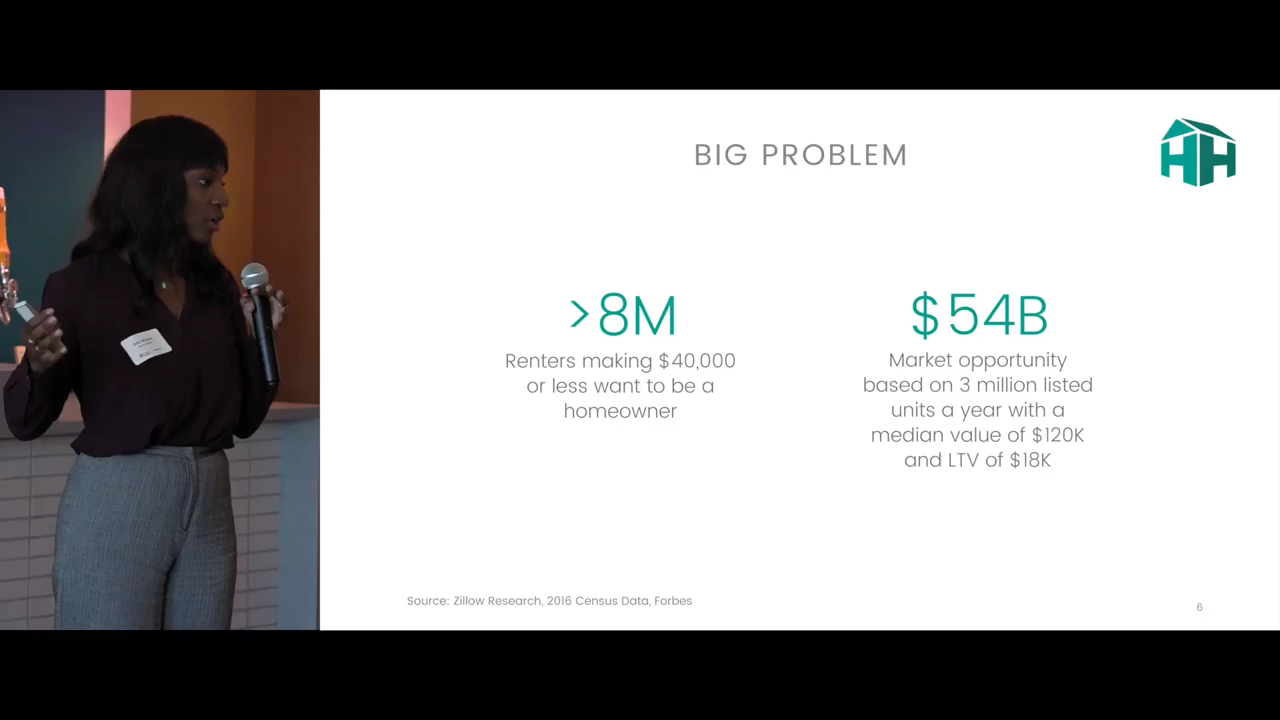 BIG PROBLEM
HH
>8M
Renters making $40,000
or less want to be a
homeowner
$54B
Market opportunity
based on 3 million listed
units a year with a
median value of $120K
and LTV of $18K
Source: Zillow Research, 2016 Census Data, Forbes
6